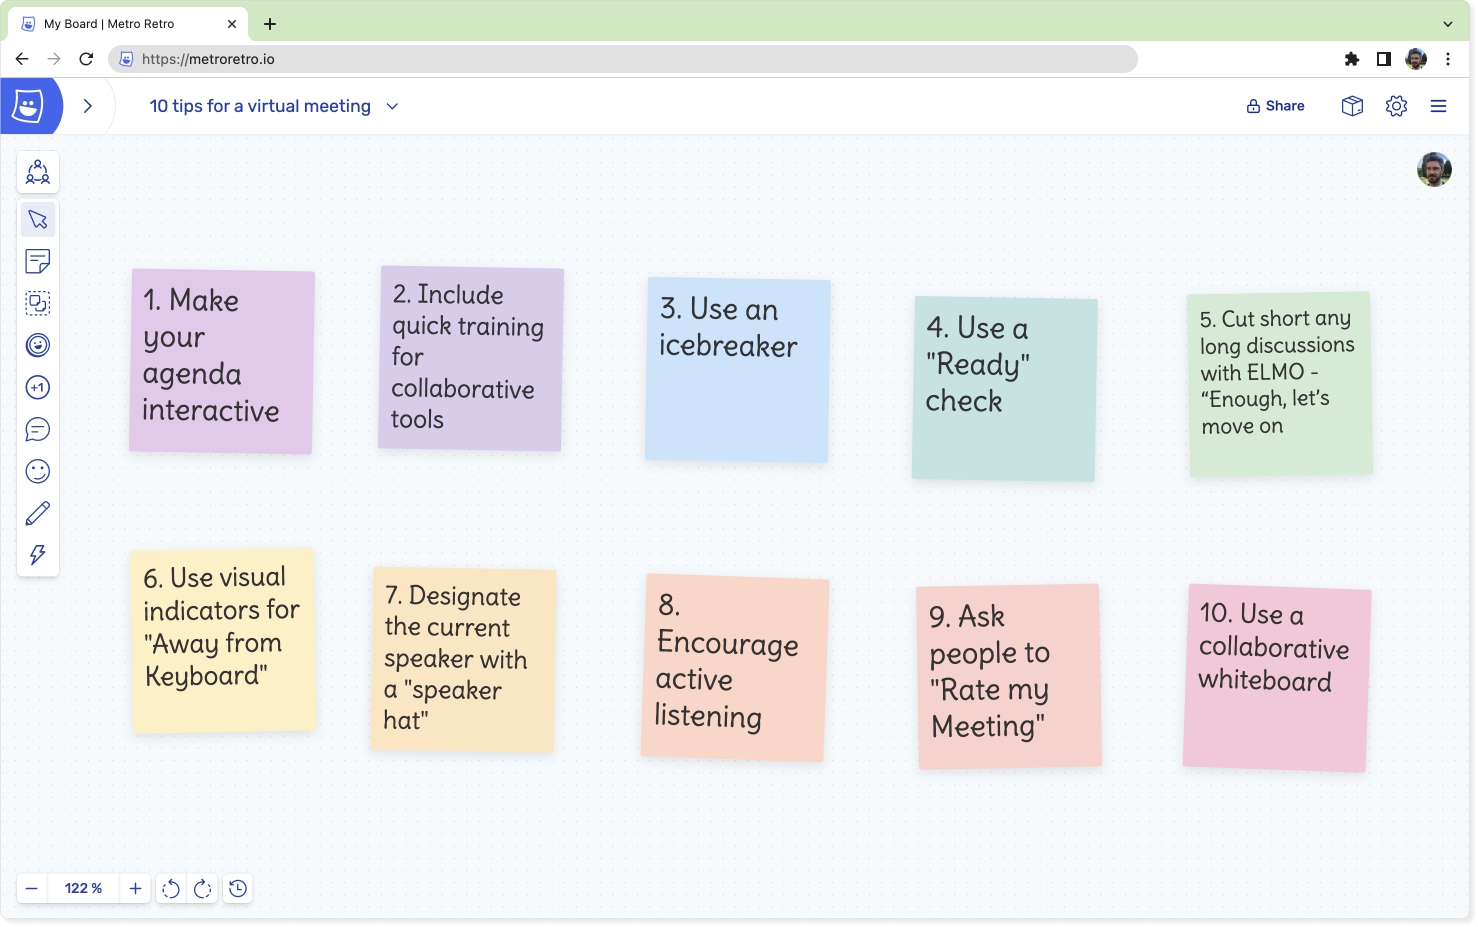 My Board | Metro Retro
https://metroretro.io
10 tips for a virtual meeting
Share
1. Make
your
agenda
interactive
2. Include
quick training
for
collaborative
tools
3. Use an
icebreaker
4. Use a
"Ready"
check
5. Cut short any
long discussions
with ELMO -
“Enough, let’s
move on
6. Use visual
indicators for
"Away from
Keyboard"
7. Designate
the current
speaker with
a "speaker
hat"
8.
Encourage
active
listening
9. Ask
people to
"Rate my
Meeting"
10. Use a
collaborative
whiteboard
+1
122 %